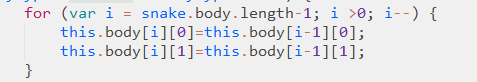 for (var i = snake.body.length-1; i >0; i--) {
this.body[i][0]=this.body[i-1][0];
this.body[i][1]=this.body[i-1][1];
}